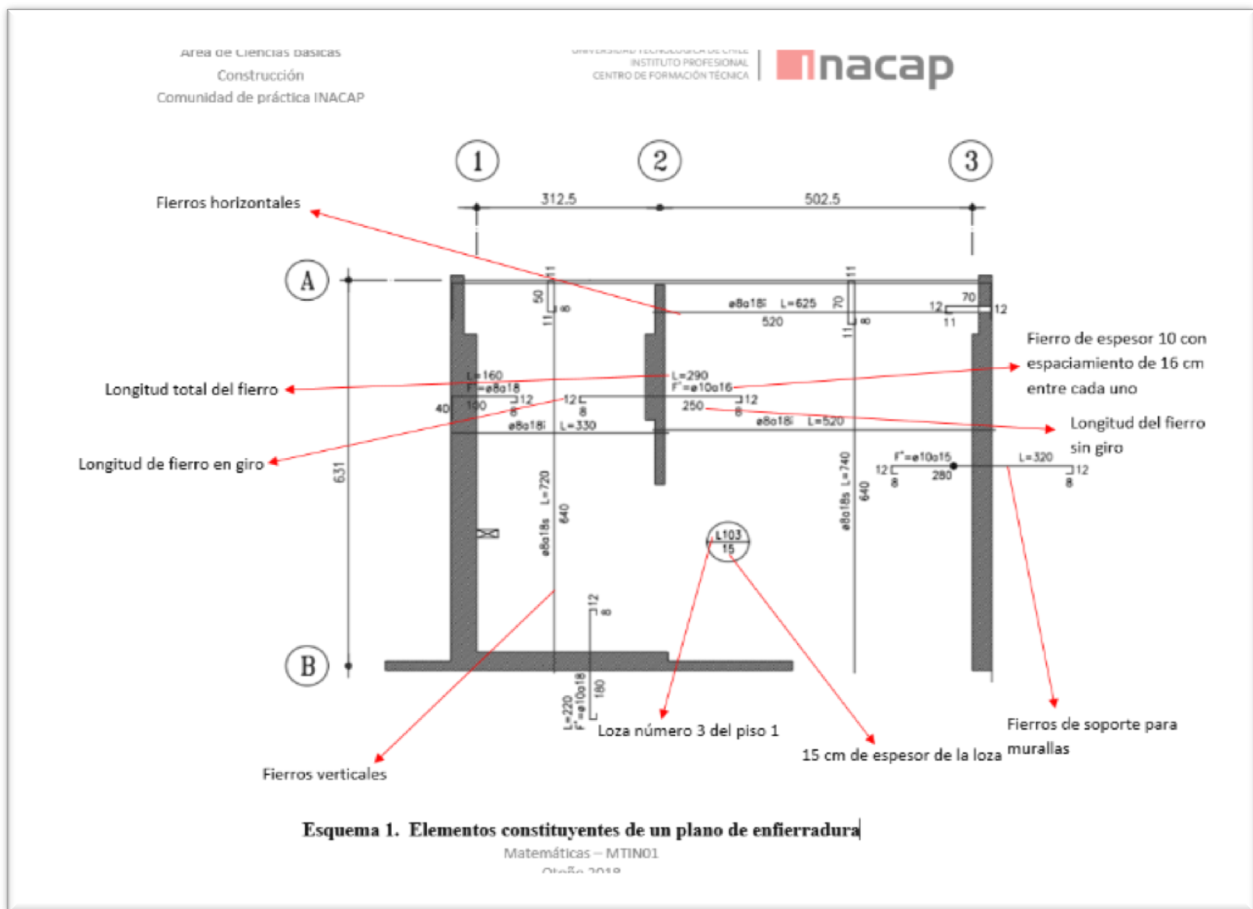 Área de Ciencias básicas
Construcción
Comunidad de práctica INACAP
UNIVERSIDAD TECNOLÓGICA DE CHILE
INSTITUTO PROFESIONAL
CENTRO DE FORMACIÓN TÉCNICA
inacap
1
2
3
312.5
502.5
Fierros horizontales
A
11
11
50
8
11
ø8a18i L=625
520
70
8
11
70
12
12
11
Fierro de espesor 10 con
espaciamiento de 16 cm
entre cada uno
Longitud total del fierro
L=160
F'=ø8a18
40
100
12
8
12
8
L=290
F'=ø10a16
250
12
8
Longitud del fierro
sin giro
ø8a18i L=330
ø8a18i L=520
Longitud de fierro en giro
631
F'=ø10a15
L=320
12
8
280
12
8
ø8a18s L=720
640
ø8a18s L=740
640
L103
15
12
8
B
L=220
F'=ø10a18
180
Loza número 3 del piso 1
Fierros de soporte para
murallas
15 cm de espesor de la loza
Fierros verticales
Esquema 1. Elementos constituyentes de un plano de enfierradura
Matemáticas – MTIN01
Otoño 2018